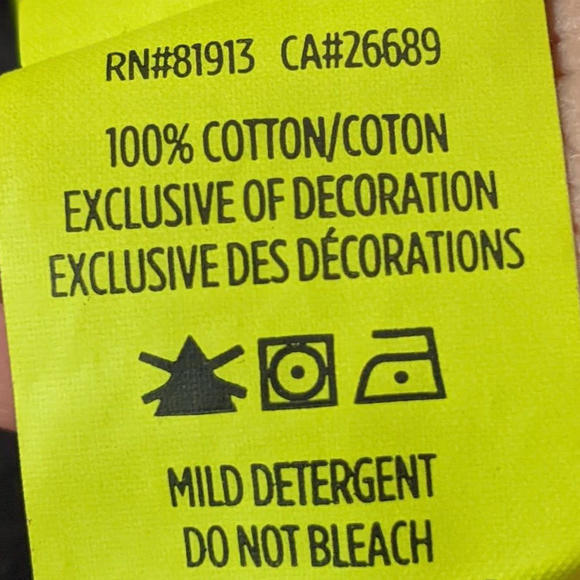 RN#81913 CA#26689
100% COTTON/COTON
EXCLUSIVE OF DECORATION
EXCLUSIVE DES DÉCORATIONS
MILD DETERGENT
DO NOT BLEACH